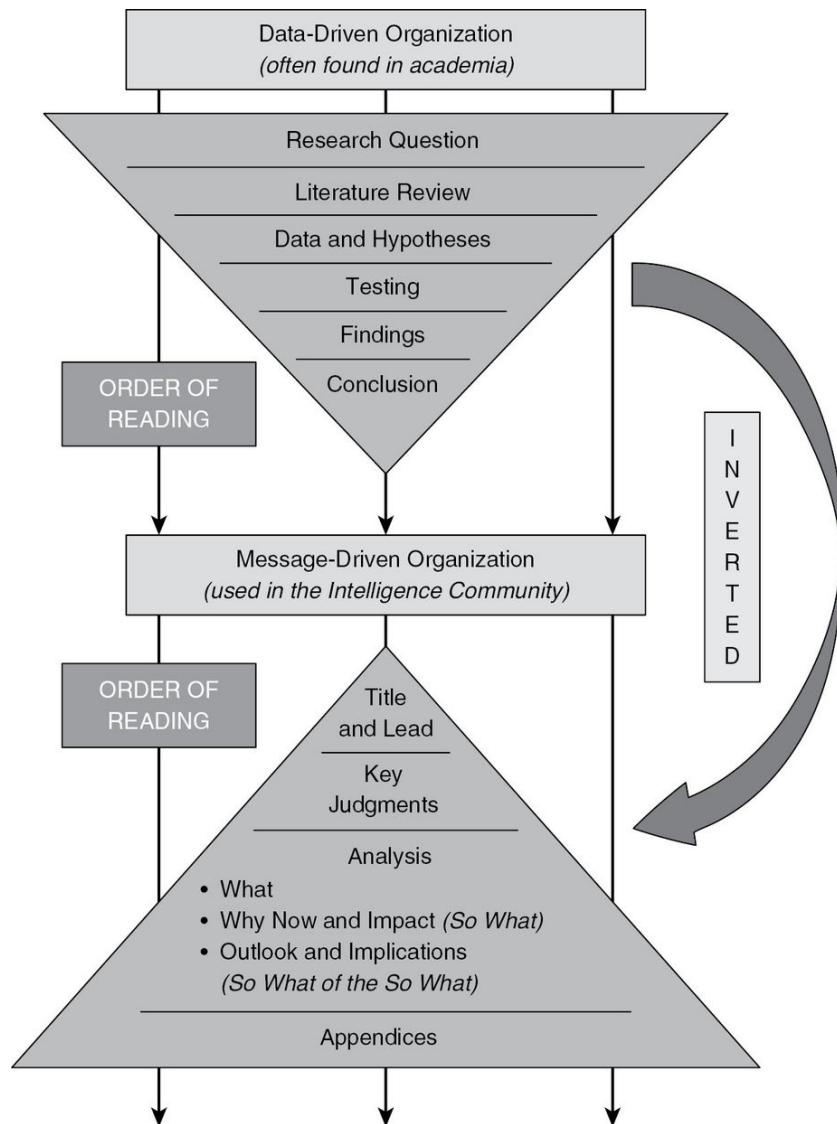 Data-Driven Organization
(often found in academia)
Research Question
Literature Review
Data and Hypotheses
Testing
Findings
Conclusion
ORDER OF
READING
INVERTED
Message-Driven Organization
(used in the Intelligence Community)
ORDER OF
READING
Title
and Lead
Key
Judgments
Analysis
• What
• Why Now and Impact (So What)
• Outlook and Implications
(So What of the So What)
Appendices